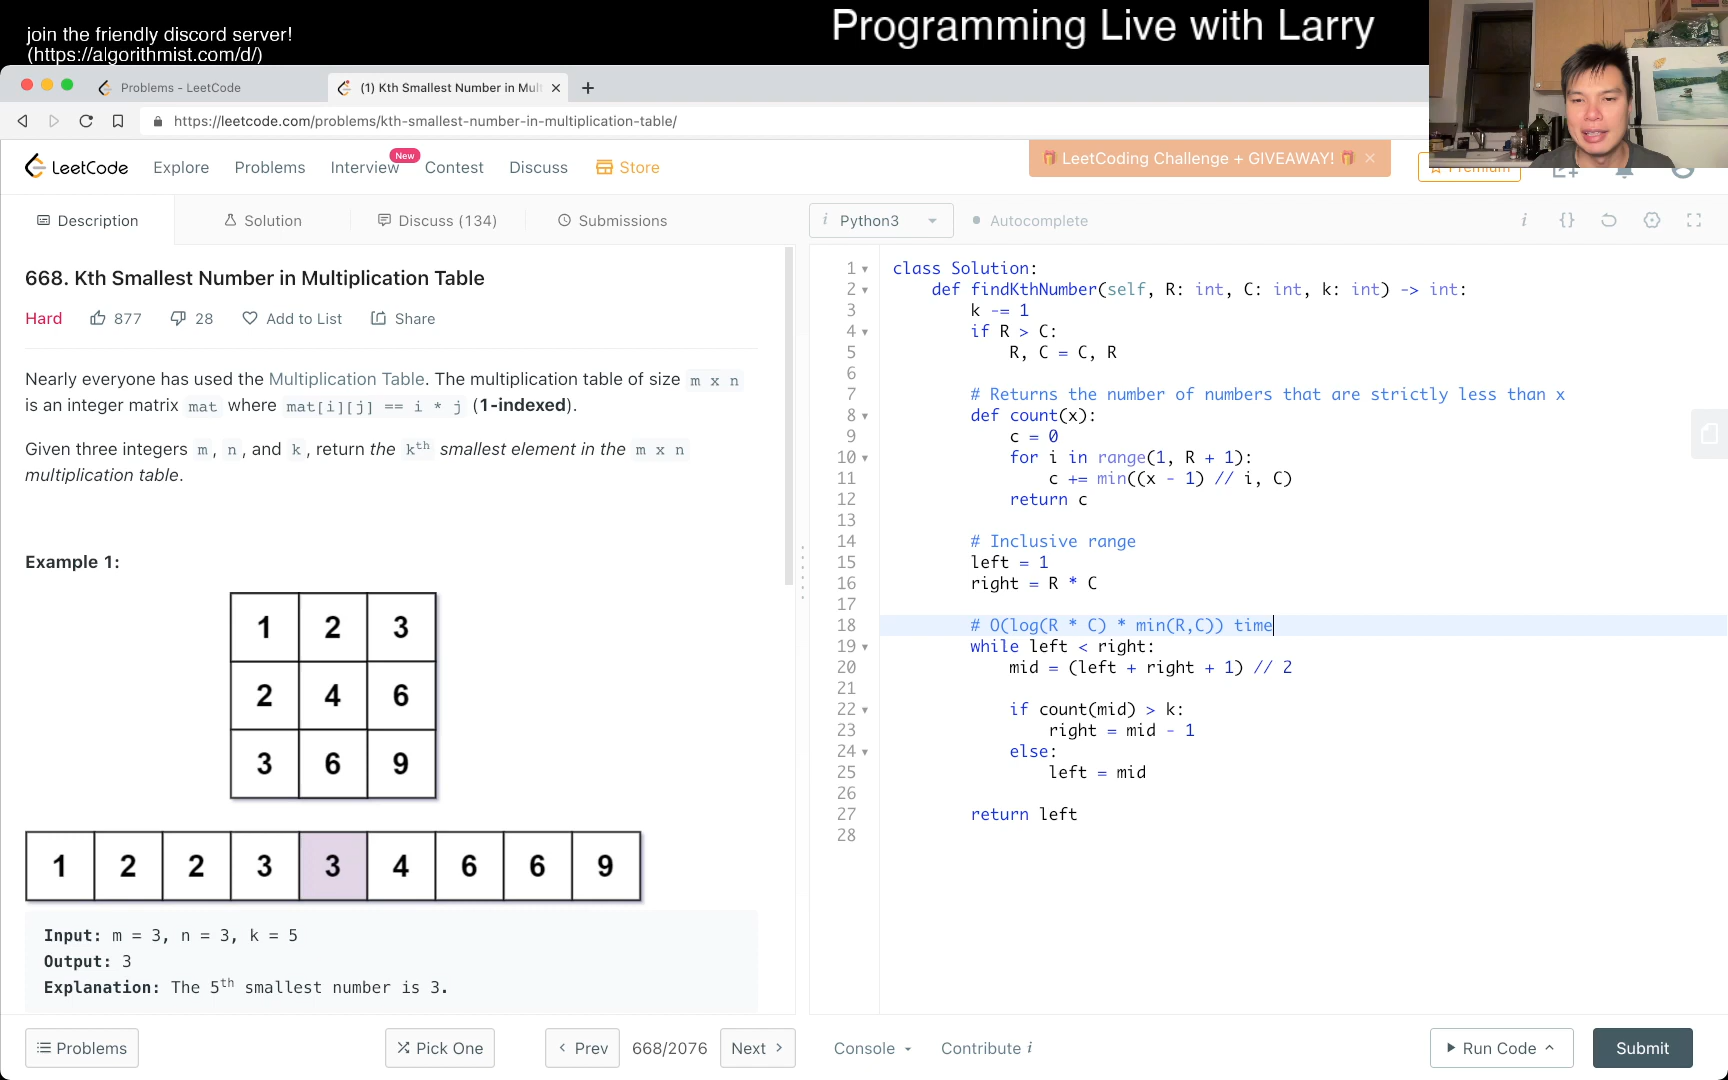 join the friendly discord server!
(https://algorithmist.com/d/)
Programming Live with Larry
Problems - LeetCode
(1) Kth Smallest Number in Mul
https://leetcode.com/problems/kth-smallest-number-in-multiplication-table/
LeetCode
Explore
Problems
Interview
New
Contest
Discuss
Store
LeetCoding Challenge + GIVEAWAY!
Premium
Description
Solution
Discuss (134)
Submissions
i Python3
Autocomplete
668. Kth Smallest Number in Multiplication Table
Hard
877
28
Add to List
Share
Nearly everyone has used the Multiplication Table. The multiplication table of size m x n
is an integer matrix mat where mat[i][j] == i * j (1-indexed).
Given three integers m, n, and k, return the kth smallest element in the m x n
multiplication table.
Example 1:
1 2 3
2 4 6
3 6 9
1 2 2 3 3 4 6 6 9
Input: m = 3, n = 3, k = 5
Output: 3
Explanation: The 5th smallest number is 3.
1 class Solution:
2 def findKthNumber(self, R: int, C: int, k: int) -> int:
3 k -= 1
4 if R > C:
5 R, C = C, R
6
7 # Returns the number of numbers that are strictly less than x
8 def count(x):
9 c = 0
10 for i in range(1, R + 1):
11 c += min((x - 1) // i, C)
12 return c
13
14 # Inclusive range
15 left = 1
16 right = R * C
17
18 # O(log(R * C) * min(R,C)) time
19 while left < right:
20 mid = (left + right + 1) // 2
21
22 if count(mid) > k:
23 right = mid - 1
24 else:
25 left = mid
26
27 return left
28
Problems
Pick One
Prev
668/2076
Next
Console
Contribute i
Run Code
Submit